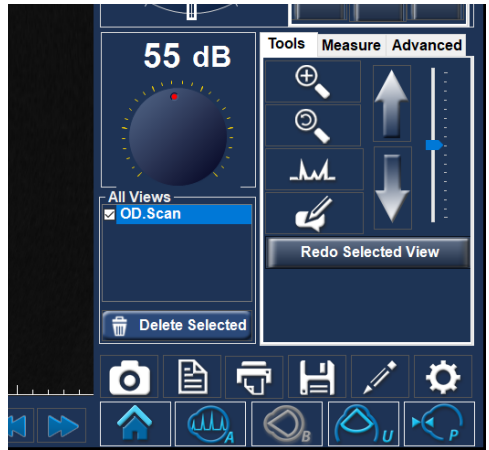 55 dB
Tools Measure Advanced
All Views
OD.Scan
Redo Selected View
Delete Selected
A
B
U
P